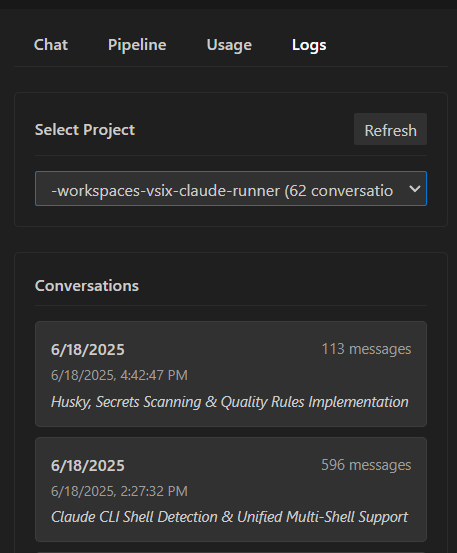 Chat Pipeline Usage Logs
Select Project Refresh
-workspaces-vsix-claude-runner (62 conversatio
Conversations
6/18/2025 113 messages
6/18/2025, 4:42:47 PM
Husky, Secrets Scanning & Quality Rules Implementation
6/18/2025 596 messages
6/18/2025, 2:27:32 PM
Claude CLI Shell Detection & Unified Multi-Shell Support